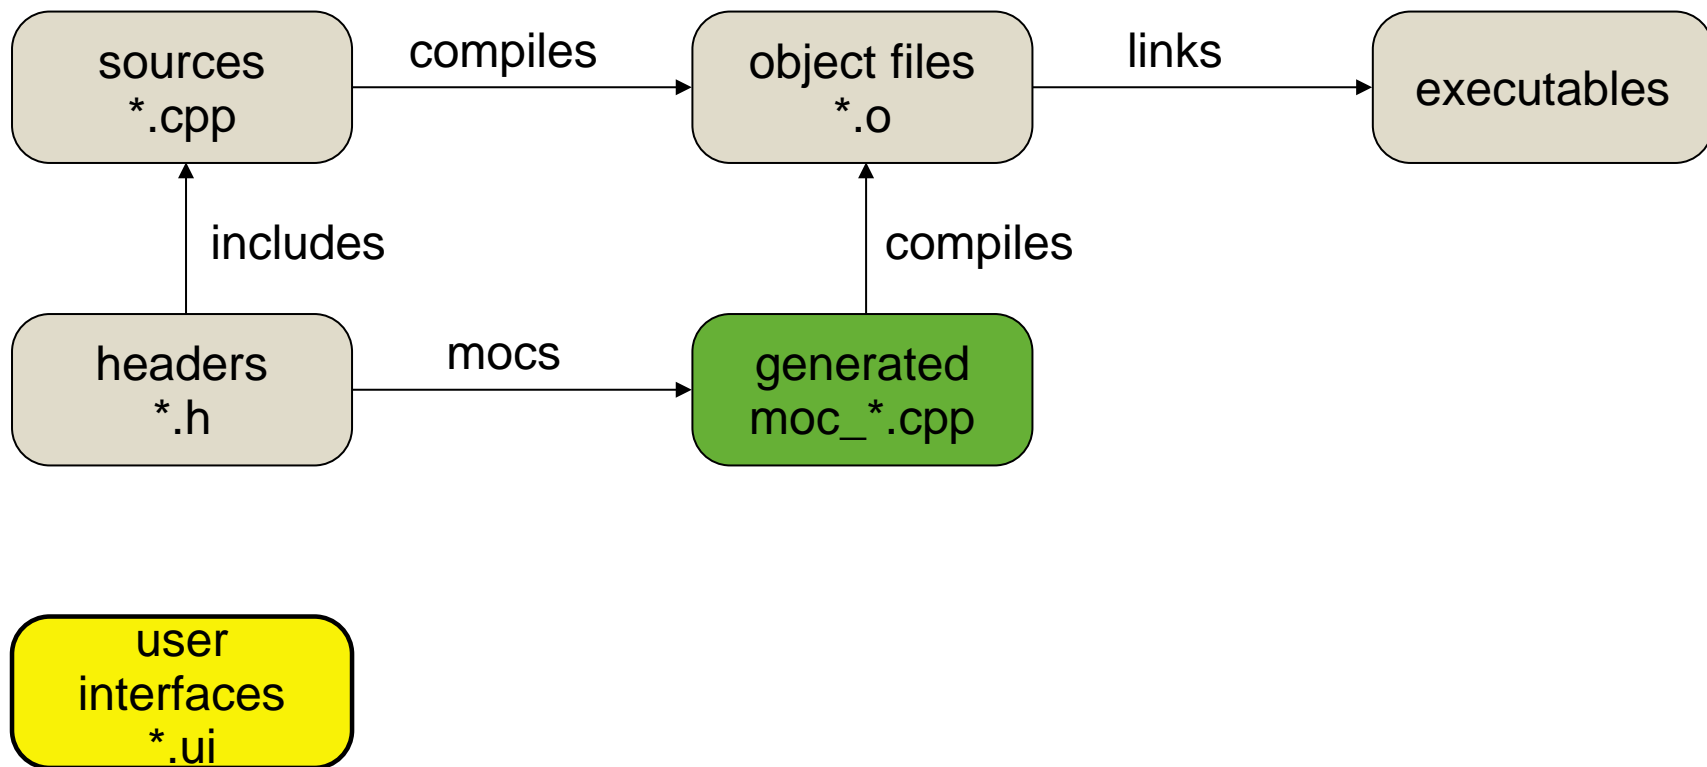 sources
*.cpp
compiles
object files
*.o
links
executables
includes
compiles
headers
*.h
mocs
generated
moc_*.cpp
user
interfaces
*.ui